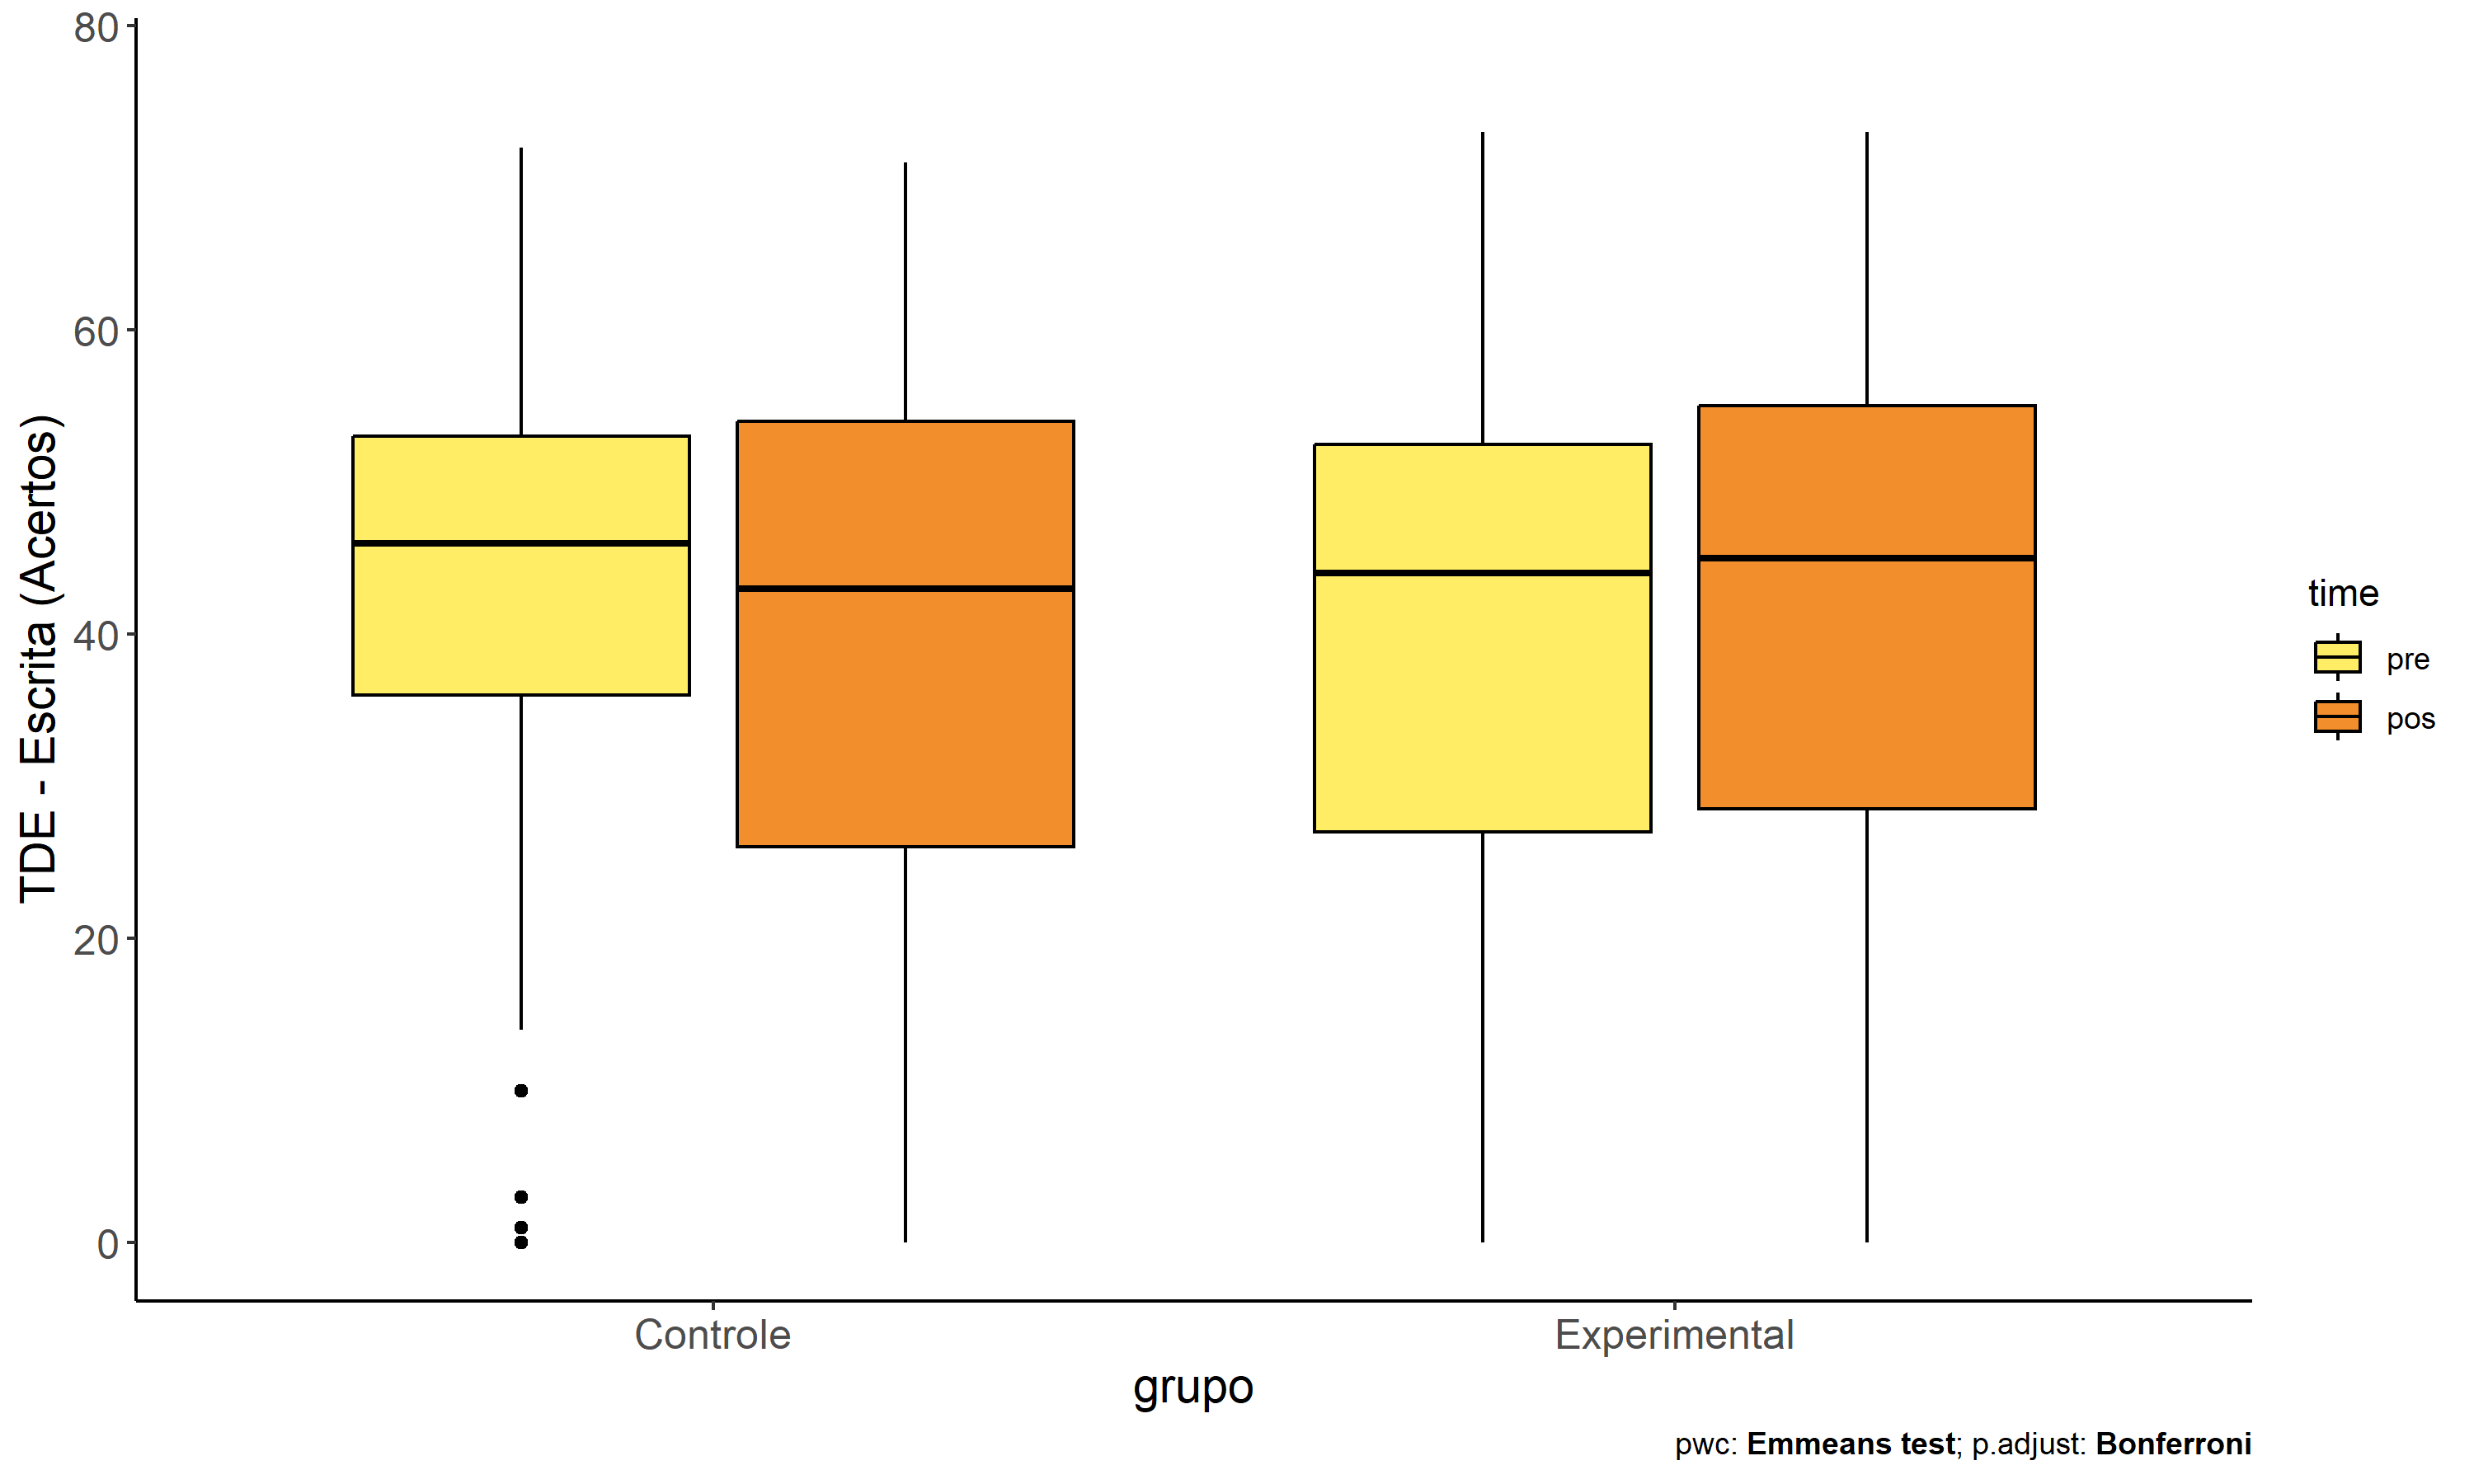 TDE - Escrita (Acertos)
80
60
40
20
0
Controle
Experimental
grupo
time
pre
pos
pwc: Emmeans test; p.adjust: Bonferroni